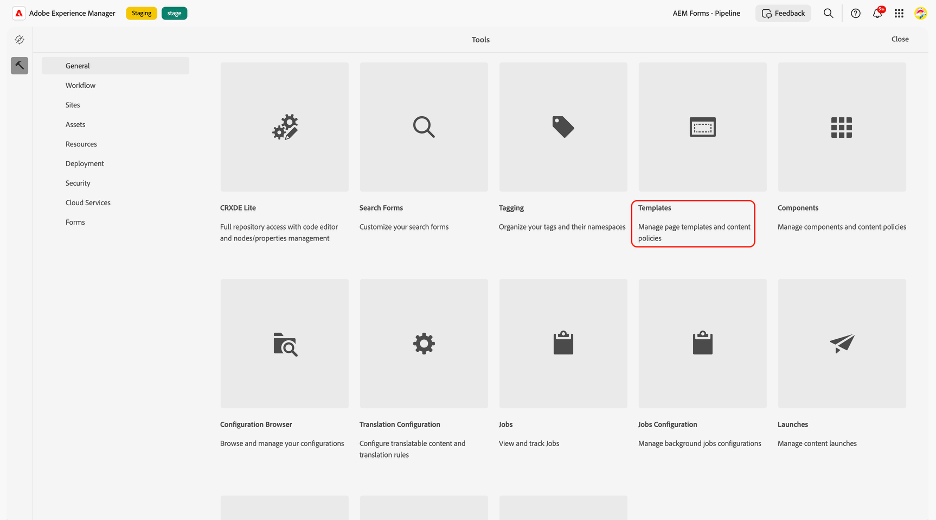 Adobe Experience Manager Staging stage AEM Forms - Pipeline Feedback
Tools
Close
General
Workflow
Sites
Assets
Resources
Deployment
Security
Cloud Services
Forms
CRXDE Lite
Full repository access with code editor
and nodes/properties management
Search Forms
Customize your search forms
Tagging
Organize your tags and their namespaces
Templates
Manage page templates and content
policies
Components
Manage components and content policies
Configuration Browser
Browse and manage your configurations
Translation Configuration
Configure translatable content and
translation rules
Jobs
View and track Jobs
Jobs Configuration
Manage background jobs configurations
Launches
Manage content launches